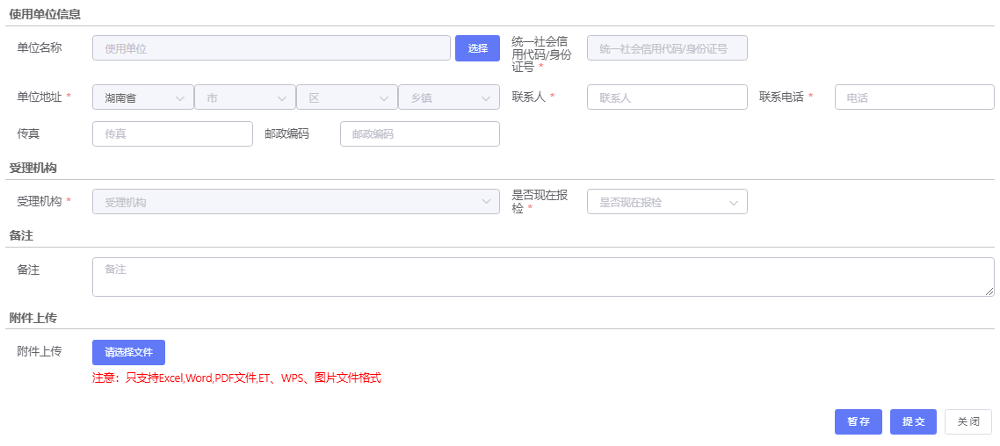 使用单位信息
单位名称 使用单位 选择 统一社会信用代码/身份证号 * 统一社会信用代码/身份证号
单位地址 * 湖南省 市 区 乡镇 联系人 * 联系人 联系电话 * 电话
传真 传真 邮政编码 邮政编码
受理机构
受理机构 * 受理机构 是否现在报检 * 是否现在报检
备注
备注 备注
附件上传
附件上传 请选择文件
注意：只支持Excel,Word,PDF文件,ET、WPS、图片文件格式
暂存 提交 关闭